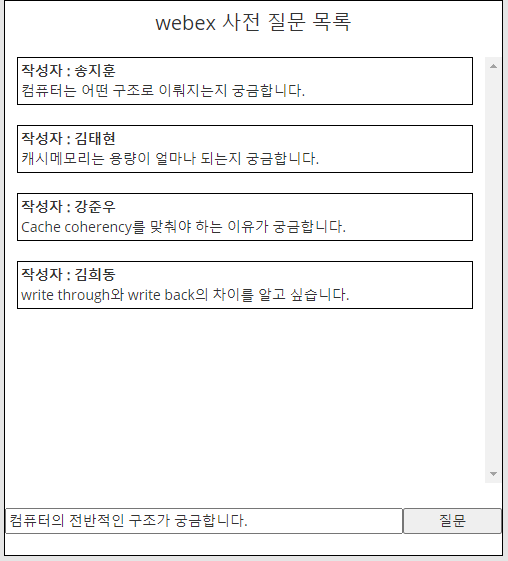 webex 사전 질문 목록
작성자 : 송지훈
컴퓨터는 어떤 구조로 이뤄지는지 궁금합니다.
작성자 : 김태현
캐시메모리는 용량이 얼마나 되는지 궁금합니다.
작성자 : 강준우
Cache coherency를 맞춰야 하는 이유가 궁금합니다.
작성자 : 김희동
write through와 write back의 차이를 알고 싶습니다.
컴퓨터의 전반적인 구조가 궁금합니다.
질문